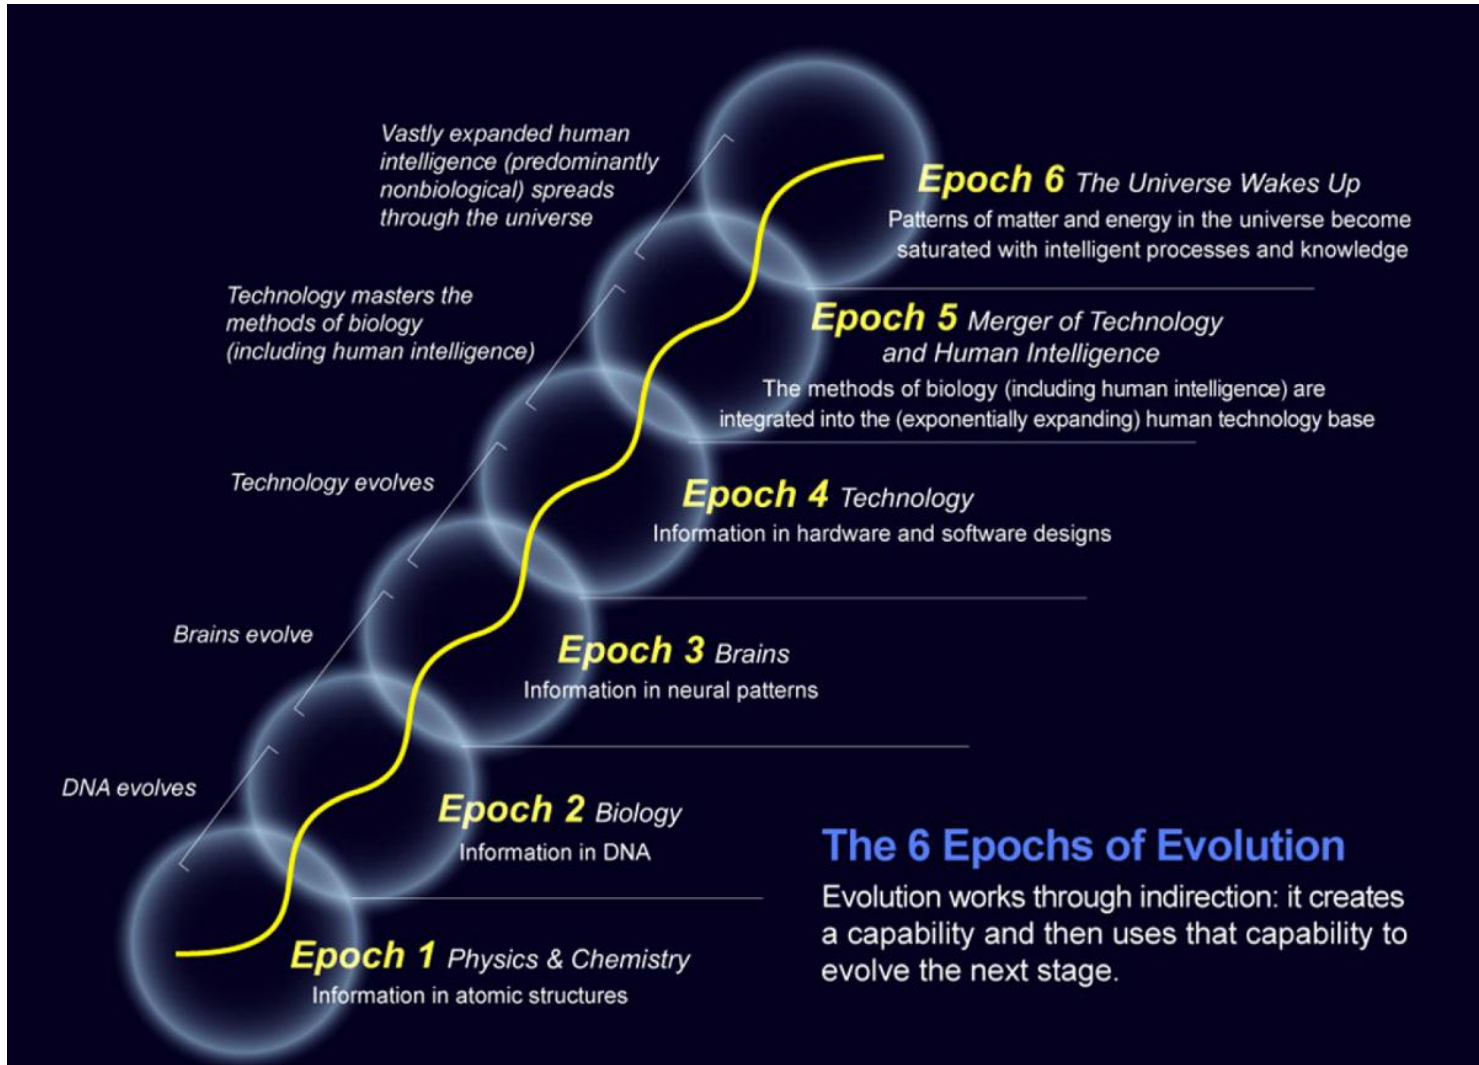 Vastly expanded human
intelligence (predominantly
nonbiological) spreads
through the universe
Epoch 6 The Universe Wakes Up
Patterns of matter and energy in the universe become
saturated with intelligent processes and knowledge
Technology masters the
methods of biology
(including human intelligence)
Epoch 5 Merger of Technology
and Human Intelligence
The methods of biology (including human intelligence) are
integrated into the (exponentially expanding) human technology base
Technology evolves
Epoch 4 Technology
Information in hardware and software designs
Brains evolve
Epoch 3 Brains
Information in neural patterns
DNA evolves
Epoch 2 Biology
Information in DNA
Epoch 1 Physics & Chemistry
Information in atomic structures
The 6 Epochs of Evolution
Evolution works through indirection: it creates
a capability and then uses that capability to
evolve the next stage.